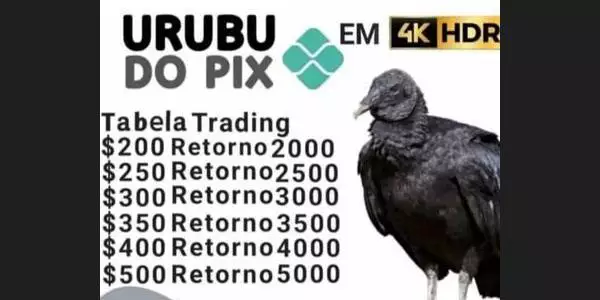 URUBU
DO PIX
EM 4K HDR
Tabela Trading
$200 Retorno 2000
$250 Retorno 2500
$300 Retorno 3000
$350 Retorno 3500
$400 Retorno 4000
$500 Retorno 5000